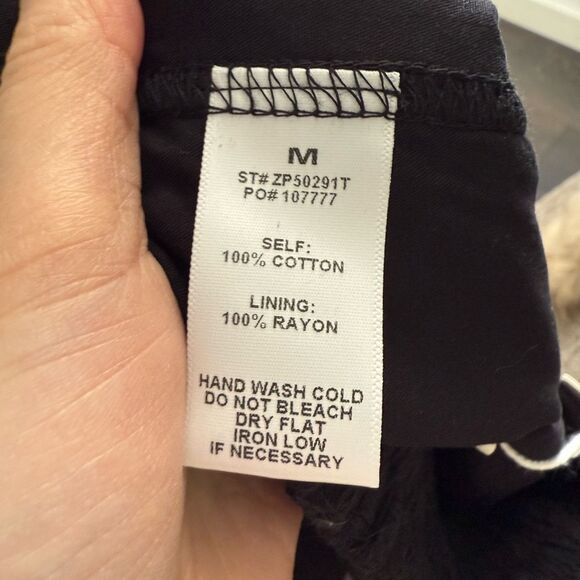 M
ST# ZP50291T
PO# 107777
SELF:
100% COTTON
LINING:
100% RAYON
HAND WASH COLD
DO NOT BLEACH
DRY FLAT
IRON LOW
IF NECESSARY